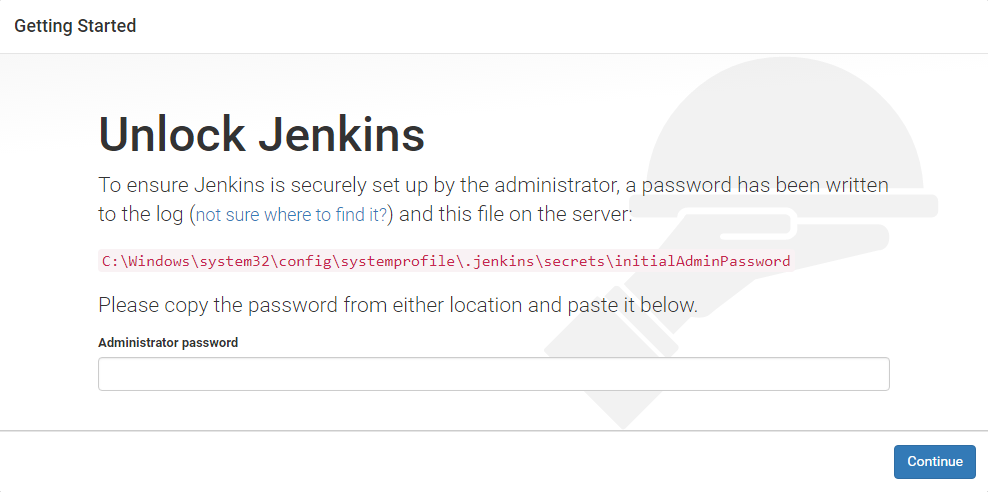 Getting Started
Unlock Jenkins
To ensure Jenkins is securely set up by the administrator, a password has been written
to the log (not sure where to find it?) and this file on the server:
C:\Windows\system32\config\systemprofile\.jenkins\secrets\initialAdminPassword
Please copy the password from either location and paste it below.
Administrator password
Continue